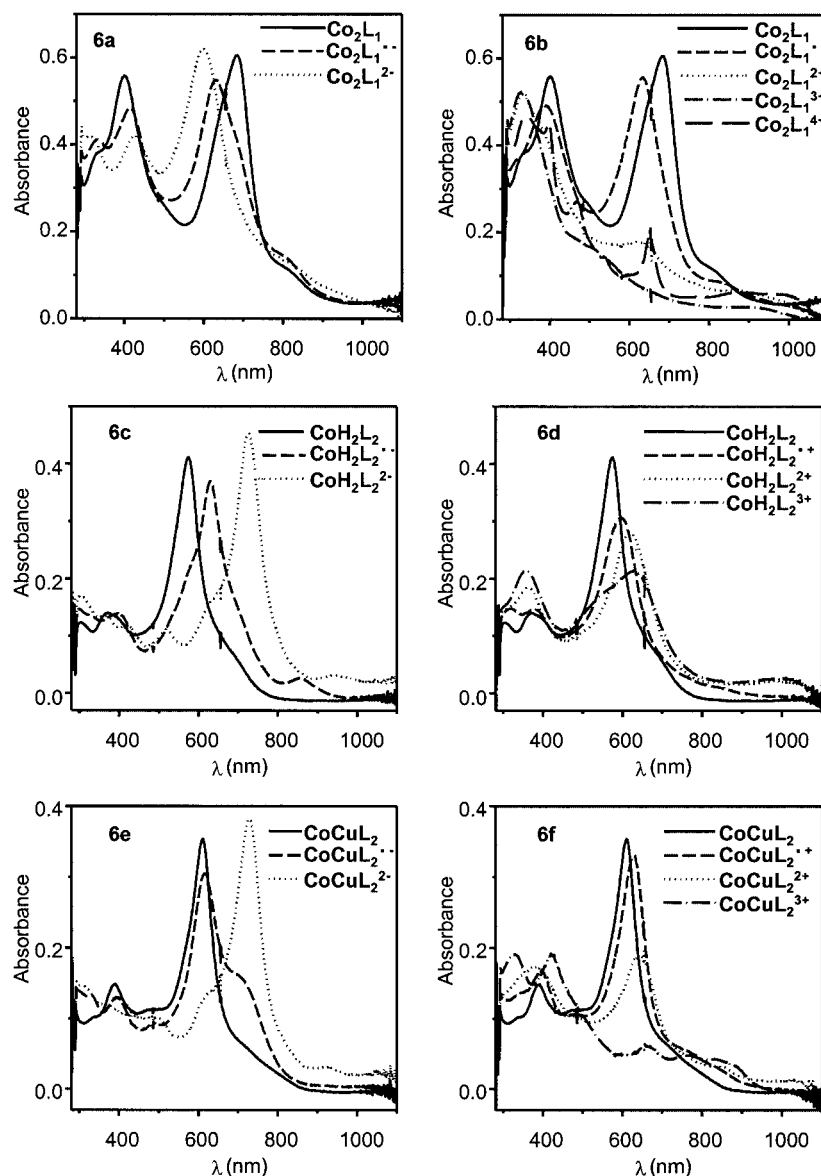 6a
Co₂L₁
Co₂L₁˙⁻
Co₂L₁²⁻
0.6
0.4
0.2
0.0
Absorbance
400 600 800 1000
λ (nm)
6b
Co₂L₁
Co₂L₁˙
Co₂L₁²⁺
Co₂L₁³⁺
Co₂L₁⁴⁺
0.6
0.4
0.2
0.0
Absorbance
400 600 800 1000
λ (nm)
6c
CoH₂L₂
CoH₂L₂˙⁻
CoH₂L₂²⁻
0.4
0.2
0.0
Absorbance
400 600 800 1000
λ (nm)
6d
CoH₂L₂
CoH₂L₂˙⁺
CoH₂L₂²⁺
CoH₂L₂³⁺
0.4
0.2
0.0
Absorbance
400 600 800 1000
λ (nm)
6e
CoCuL₂
CoCuL₂˙⁻
CoCuL₂²⁻
0.4
0.2
0.0
Absorbance
400 600 800 1000
λ (nm)
6f
CoCuL₂
CoCuL₂˙⁺
CoCuL₂²⁺
CoCuL₂³⁺
0.4
0.2
0.0
Absorbance
400 600 800 1000
λ (nm)